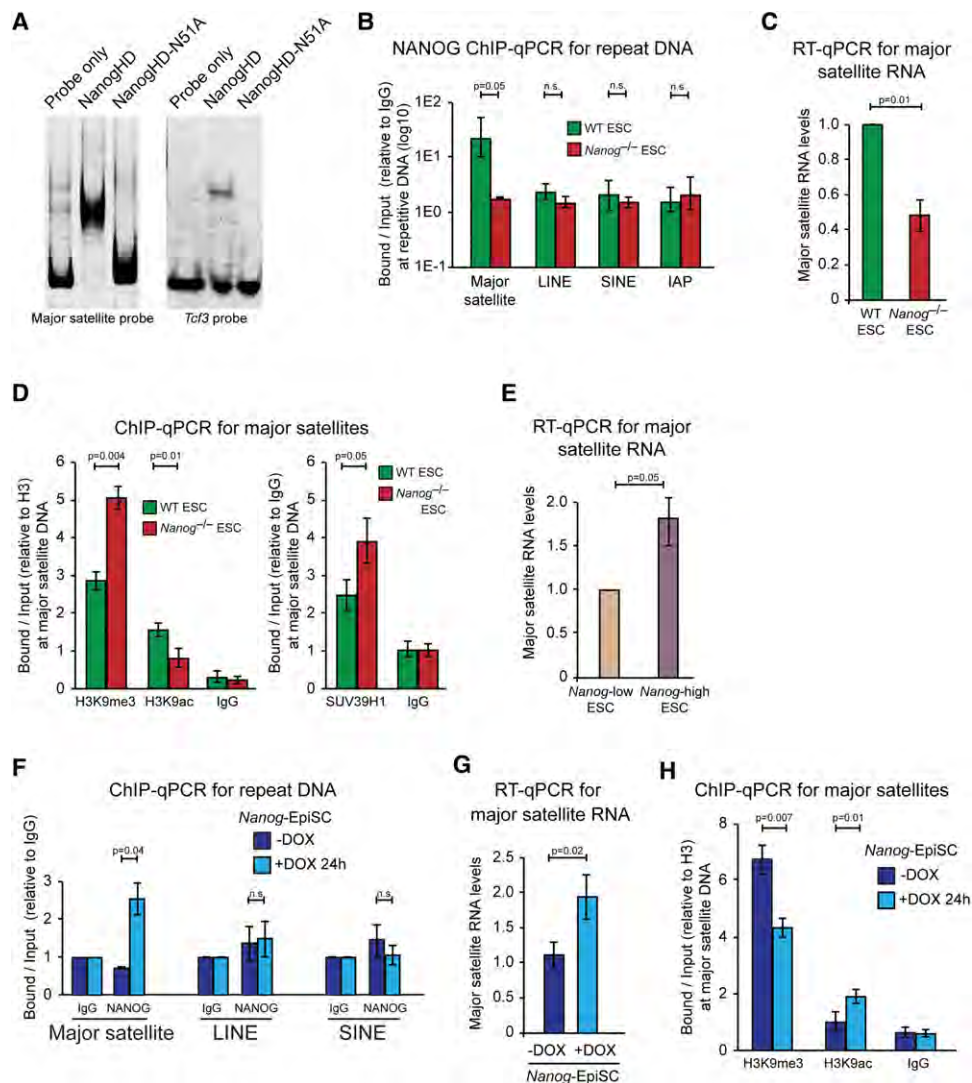 A
Probe only
NanogHD
NanogHD-N51A
Probe only
NanogHD
NanogHD-N51A
Major satellite probe
Tcf3 probe
B
NANOG ChIP-qPCR for repeat DNA
p=0.05
n.s.
n.s.
n.s
WT ESC
Nanog–/– ESC
Bound / Input (relative to IgG)
at repetitive DNA (log10)
1E2
1E1
1E0
1E-1
Major
satellite
LINE
SINE
IAP
C
RT-qPCR for major
satellite RNA
p=0.01
Major satellite RNA levels
1.0
0.8
0.6
0.4
0.2
0
WT
ESC
Nanog–/–
ESC
D
ChIP-qPCR for major satellites
p=0.004
p=0.01
WT ESC
Nanog–/– ESC
Bound / Input (relative to H3)
at major satellite DNA
6
5
4
3
2
1
0
H3K9me3
H3K9ac
IgG
p=0.05
WT ESC
Nanog–/–
ESC
Bound / Input (relative to IgG)
at major satellite DNA
6
5
4
3
2
1
0
SUV39H1
IgG
E
RT-qPCR for major
satellite RNA
p=0.05
Major satellite RNA levels
2.0
1.5
1.0
0.5
0
Nanog-low
ESC
Nanog-high
ESC
F
ChIP-qPCR for repeat DNA
Nanog-EpiSC
-DOX
+DOX 24h
p=0.04
n.s
n.s
Bound / Input (relative to IgG)
3
2
1
0
IgG
NANOG
IgG
NANOG
IgG
NANOG
Major satellite
LINE
SINE
G
RT-qPCR for
major satellite RNA
p=0.02
Major satellite RNA levels
2.5
2.0
1.5
1.0
0.5
0
-DOX
+DOX
Nanog-EpiSC
H
ChIP-qPCR for major satellites
p=0.007
p=0.01
Nanog-EpiSC
-DOX
+DOX 24h
Bound / Input (relative to H3)
at major satellite DNA
8
6
4
2
0
H3K9me3
H3K9ac
IgG